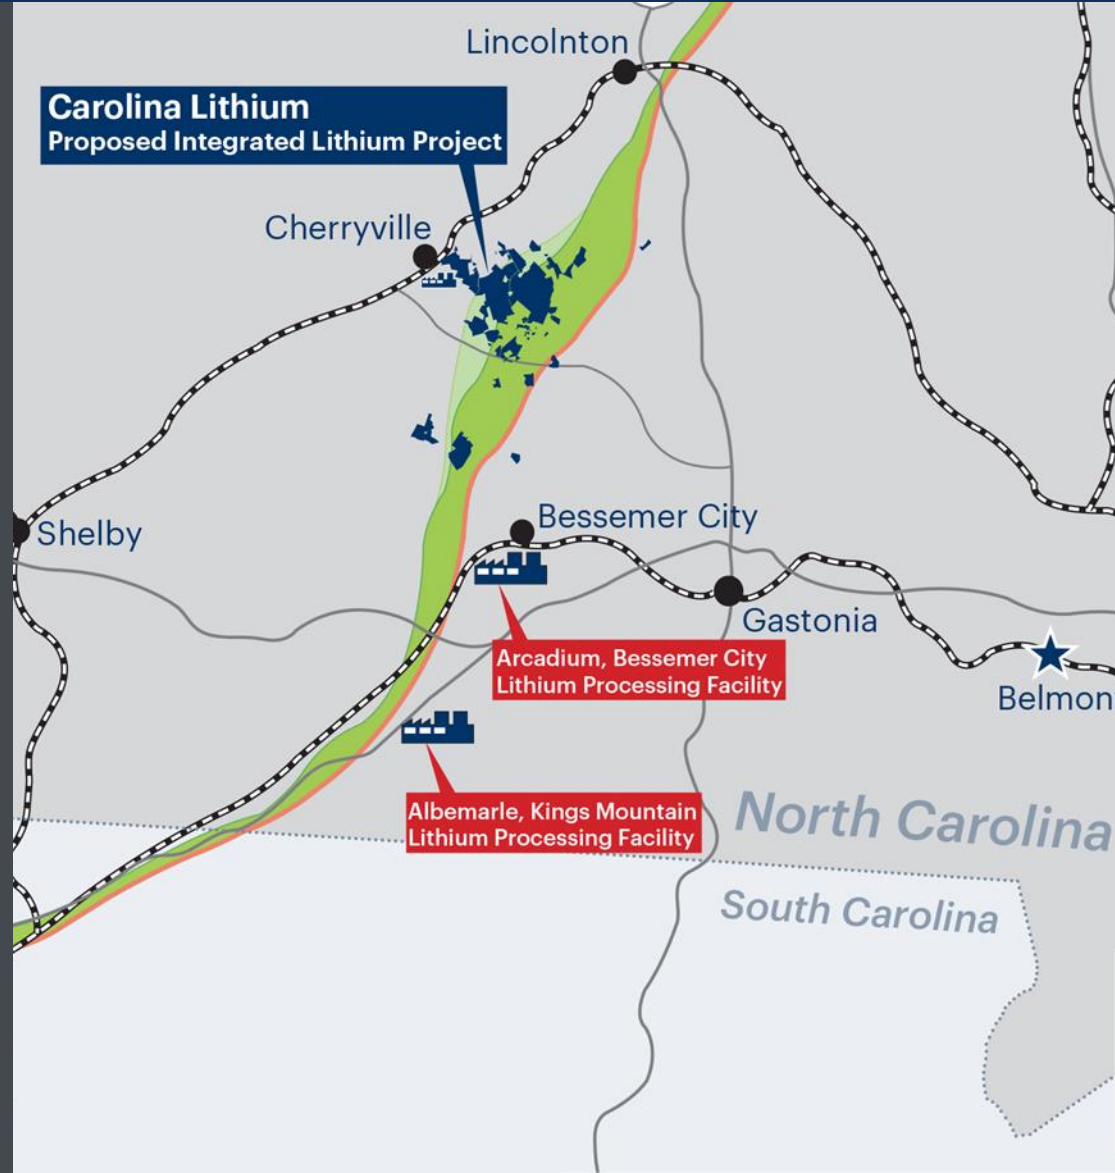 Lincolnton
Carolina Lithium
Proposed Integrated Lithium Project
Cherryville
Bessemer City
Shelby
Gastonia
Arcadium, Bessemer City
Lithium Processing Facility
Belmon
Albemarle, Kings Mountain
Lithium Processing Facility
North Carolina
South Carolina